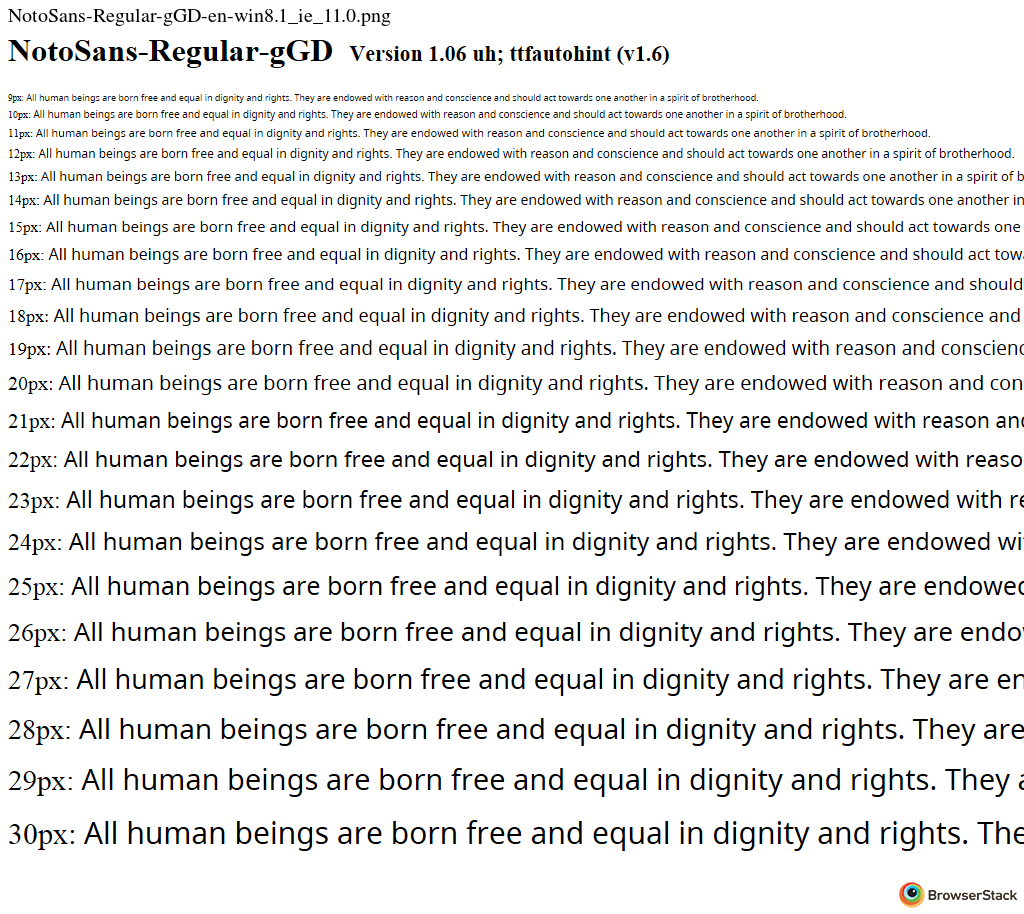 NotoSans-Regular-gGD-en-win8.1_ie_11.0.png
NotoSans-Regular-gGD Version 1.06 uh; ttfautohint (v1.6)
9px: All human beings are born free and equal in dignity and rights. They are endowed with reason and conscience and should act towards one another in a spirit of brotherhood.
10px: All human beings are born free and equal in dignity and rights. They are endowed with reason and conscience and should act towards one another in a spirit of brotherhood.
11px: All human beings are born free and equal in dignity and rights. They are endowed with reason and conscience and should act towards one another in a spirit of brotherhood.
12px: All human beings are born free and equal in dignity and rights. They are endowed with reason and conscience and should act towards one another in a spirit of brotherhood.
13px: All human beings are born free and equal in dignity and rights. They are endowed with reason and conscience and should act towards one another in a spirit of b
14px: All human beings are born free and equal in dignity and rights. They are endowed with reason and conscience and should act towards one another in
15px: All human beings are born free and equal in dignity and rights. They are endowed with reason and conscience and should act towards one
16px: All human beings are born free and equal in dignity and rights. They are endowed with reason and conscience and should act tow
17px: All human beings are born free and equal in dignity and rights. They are endowed with reason and conscience and should
18px: All human beings are born free and equal in dignity and rights. They are endowed with reason and conscience and
19px: All human beings are born free and equal in dignity and rights. They are endowed with reason and conscienc
20px: All human beings are born free and equal in dignity and rights. They are endowed with reason and con
21px: All human beings are born free and equal in dignity and rights. They are endowed with reason and
22px: All human beings are born free and equal in dignity and rights. They are endowed with reaso
23px: All human beings are born free and equal in dignity and rights. They are endowed with re
24px: All human beings are born free and equal in dignity and rights. They are endowed wi
25px: All human beings are born free and equal in dignity and rights. They are endowed
26px: All human beings are born free and equal in dignity and rights. They are endo
27px: All human beings are born free and equal in dignity and rights. They are en
28px: All human beings are born free and equal in dignity and rights. They are
29px: All human beings are born free and equal in dignity and rights. They a
30px: All human beings are born free and equal in dignity and rights. The
BrowserStack